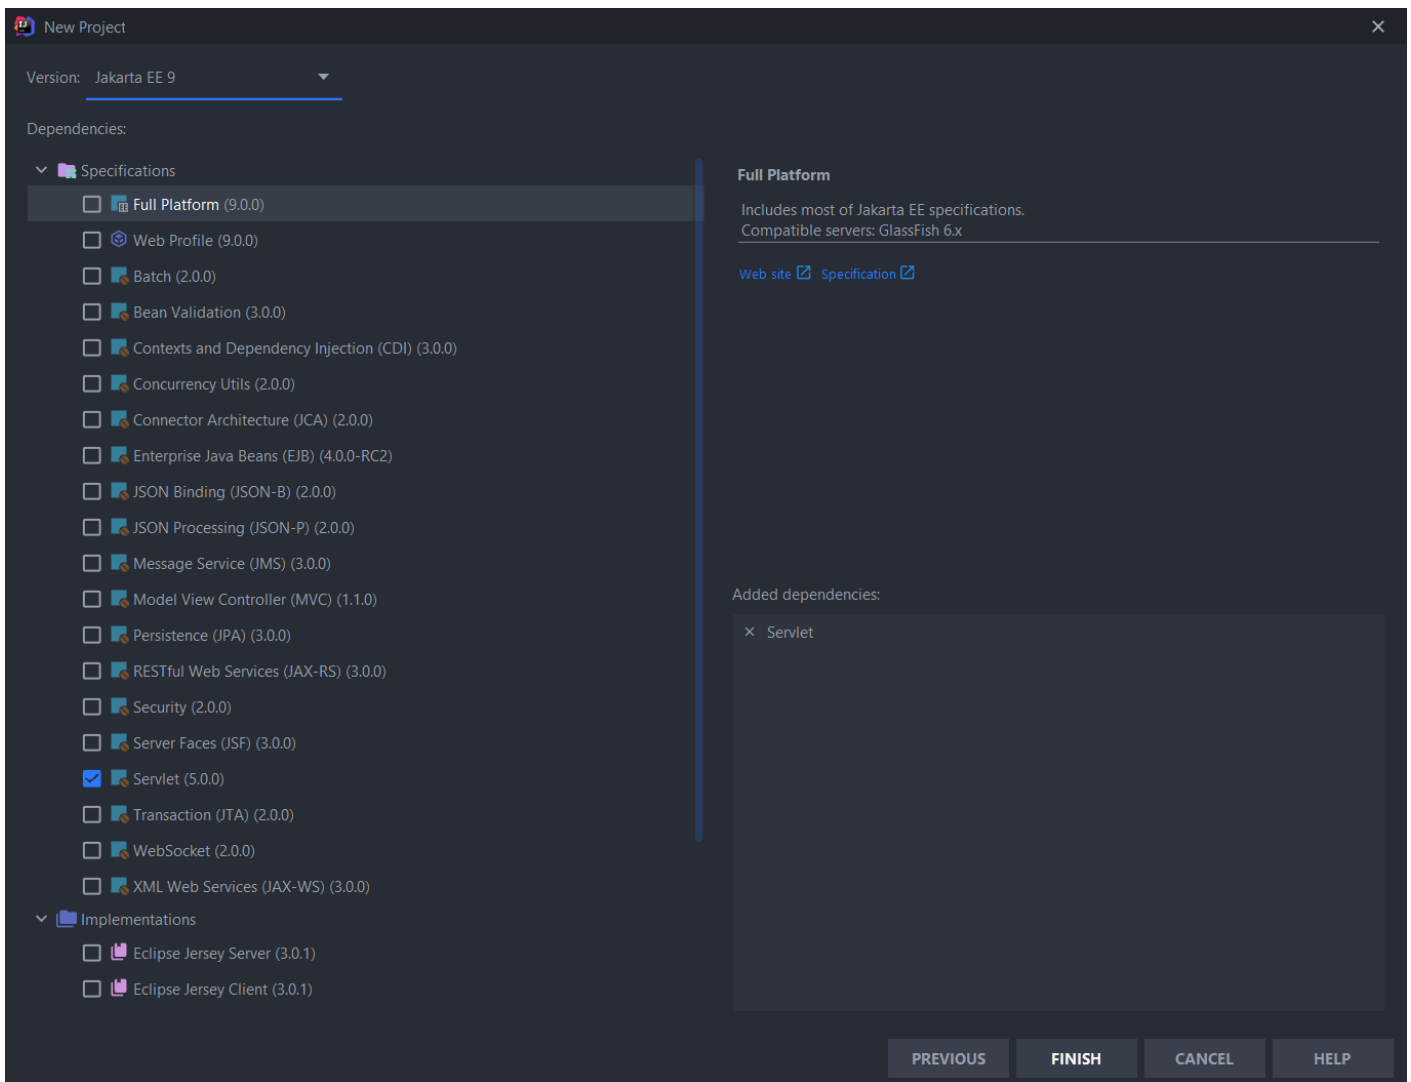 New Project
Version: Jakarta EE 9
Dependencies:
Specifications
Full Platform (9.0.0)
Web Profile (9.0.0)
Batch (2.0.0)
Bean Validation (3.0.0)
Contexts and Dependency Injection (CDI) (3.0.0)
Concurrency Utils (2.0.0)
Connector Architecture (JCA) (2.0.0)
Enterprise Java Beans (EJB) (4.0.0-RC2)
JSON Binding (JSON-B) (2.0.0)
JSON Processing (JSON-P) (2.0.0)
Message Service (JMS) (3.0.0)
Model View Controller (MVC) (1.1.0)
Persistence (JPA) (3.0.0)
RESTful Web Services (JAX-RS) (3.0.0)
Security (2.0.0)
Server Faces (JSF) (3.0.0)
Servlet (5.0.0)
Transaction (JTA) (2.0.0)
WebSocket (2.0.0)
XML Web Services (JAX-WS) (3.0.0)
Implementations
Eclipse Jersey Server (3.0.1)
Eclipse Jersey Client (3.0.1)
Full Platform
Includes most of Jakarta EE specifications.
Compatible servers: GlassFish 6.x
Web site Specification
Added dependencies:
Servlet
PREVIOUS FINISH CANCEL HELP